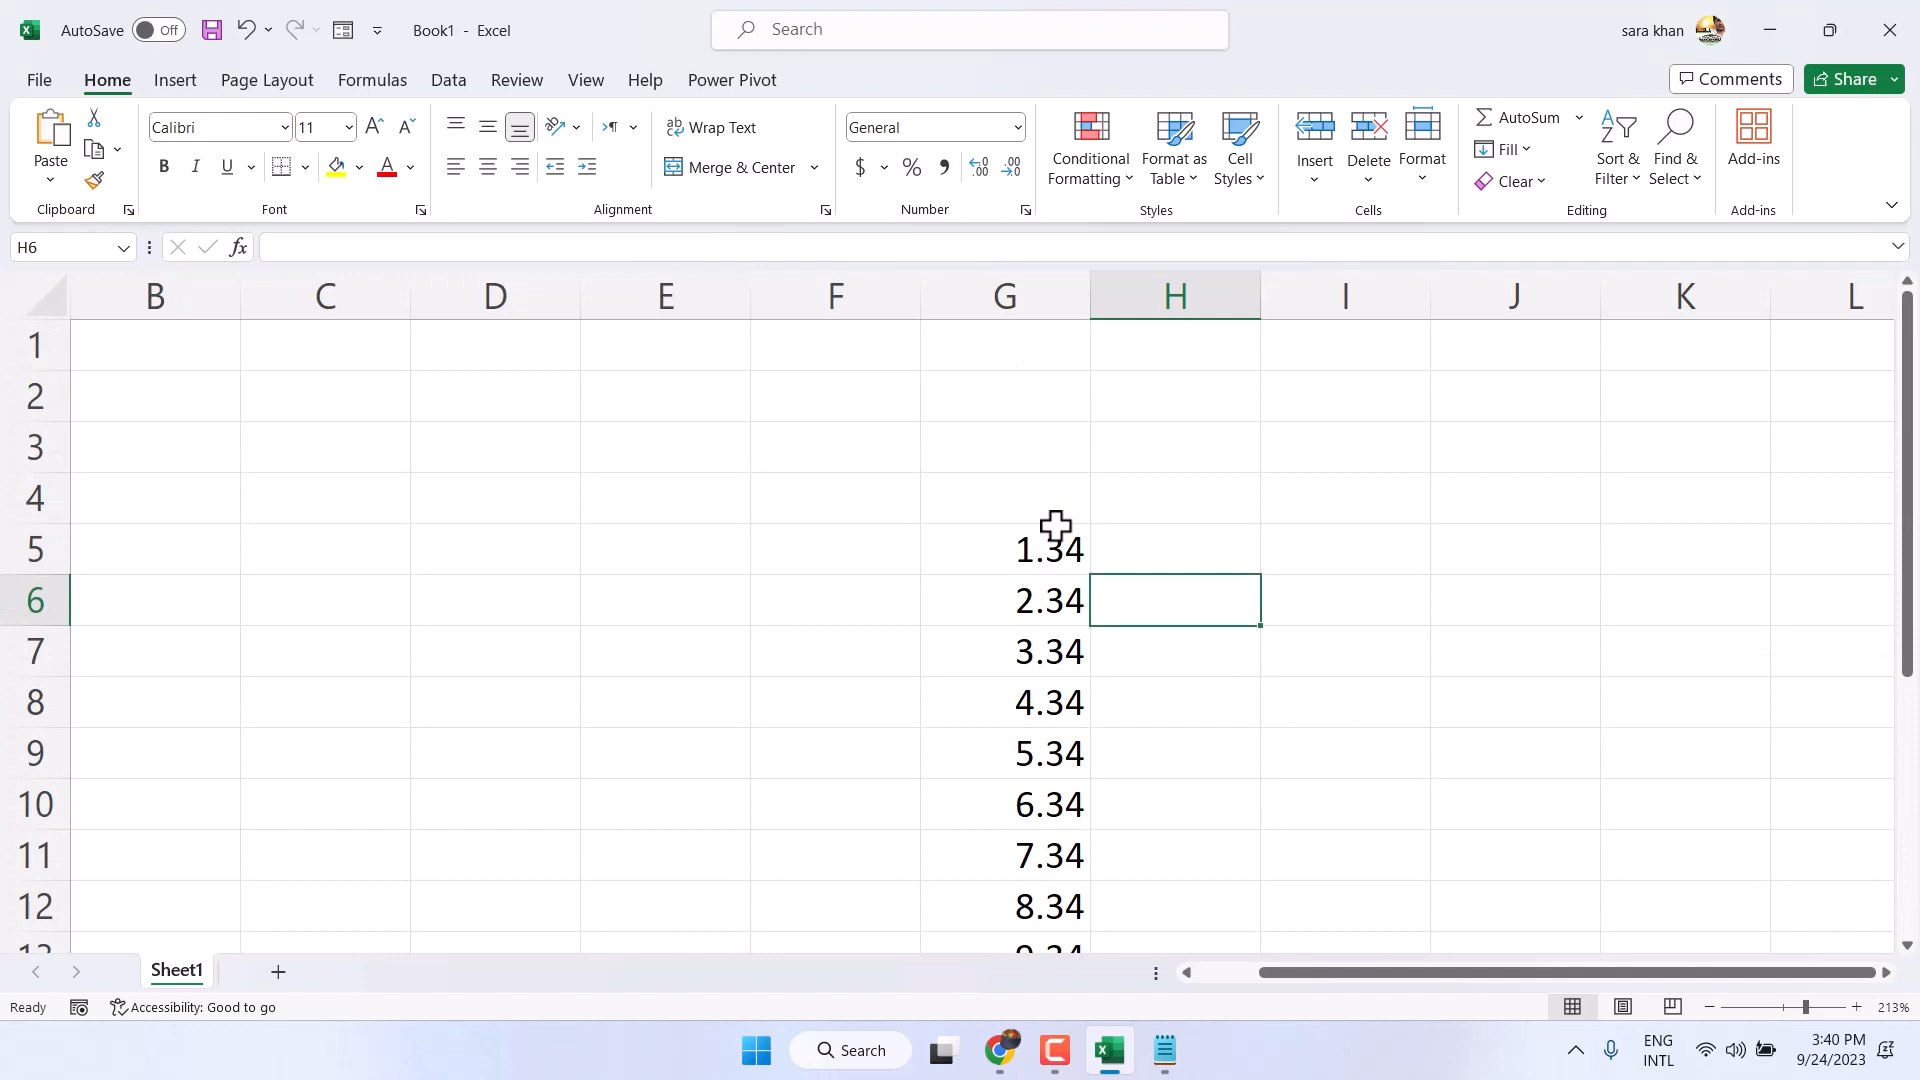 AutoSave Off Book1 - Excel Search sara khan
File Home Insert Page Layout Formulas Data Review View Help Power Pivot Comments Share
Calibri 11 Wrap Text General AutoSum
Paste Merge & Center $ % Conditional Formatting Format as Table Cell Styles Insert Delete Format Fill Clear Sort & Filter Find & Select Add-ins
Clipboard Font Alignment Number Styles Cells Editing Add-ins
H6 fx
B C D E F G H I J K L
1
2
3
4
5 1.34
6 2.34
7 3.34
8 4.34
9 5.34
10 6.34
11 7.34
12 8.34
13 9.34
Sheet1
Ready Accessibility: Good to go 213%
Search ENG 3:40 PM
INTL 9/24/2023